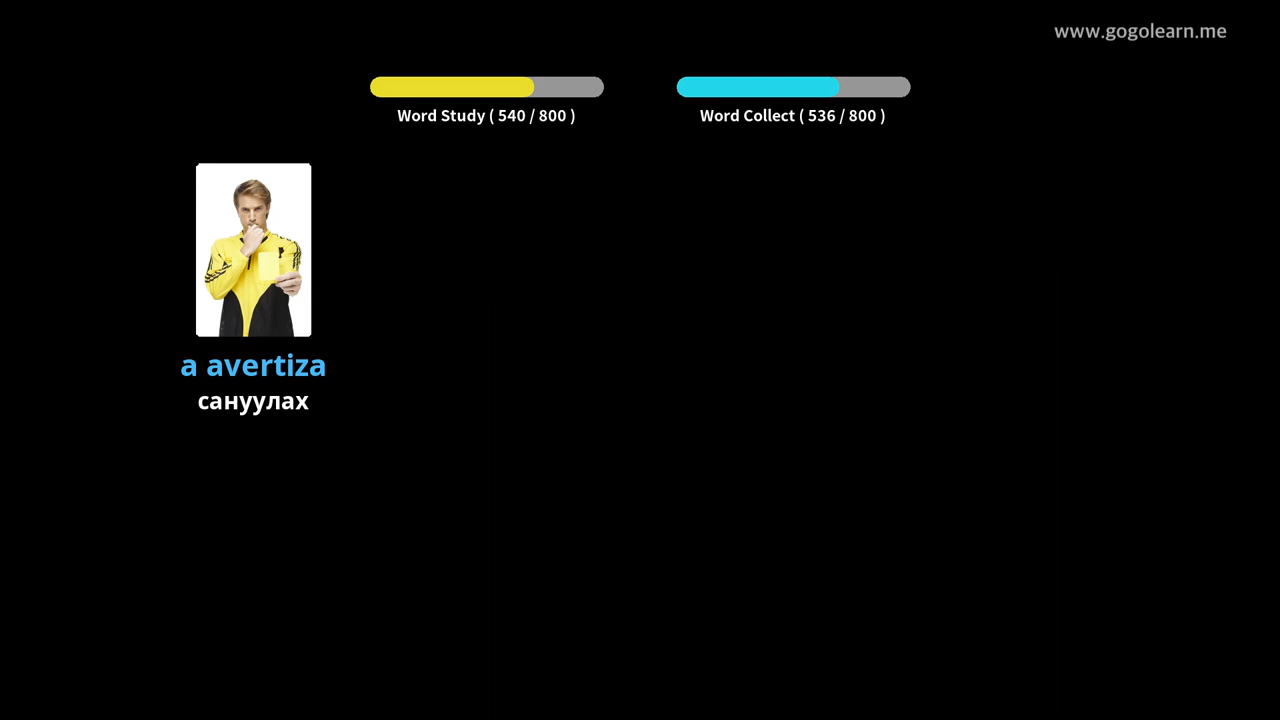 www.gogolearn.me
Word Study ( 540 / 800 )
Word Collect ( 536 / 800 )
a avertiza
сануулах